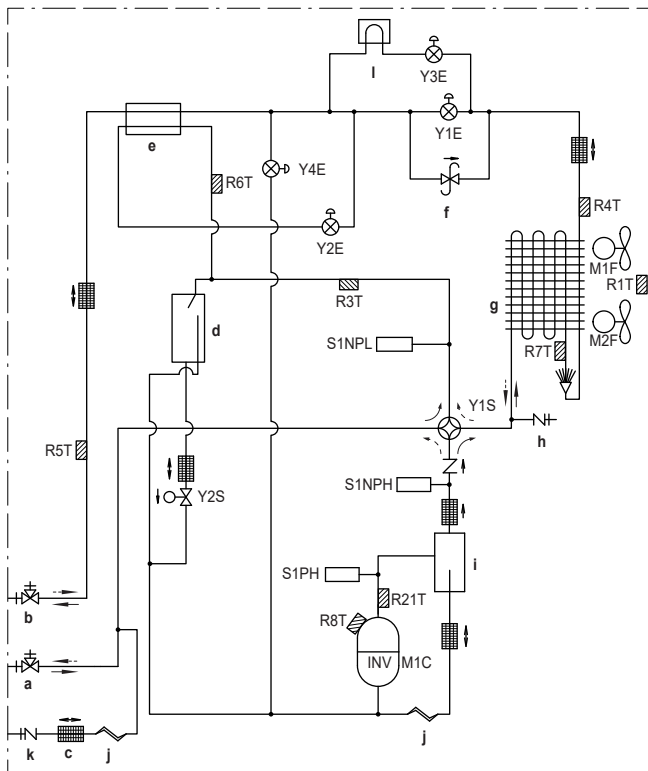 l
Y3E
Y1E
e
Y4E
R6T
f
R4T
Y2E
M1F
R1T
g
R3T
d
M2F
S1NPL
R7T
Y1S
h
R5T
S1NPH
Y2S
i
S1PH
R21T
R8T
b
INV
M1C
a
j
k
c
j